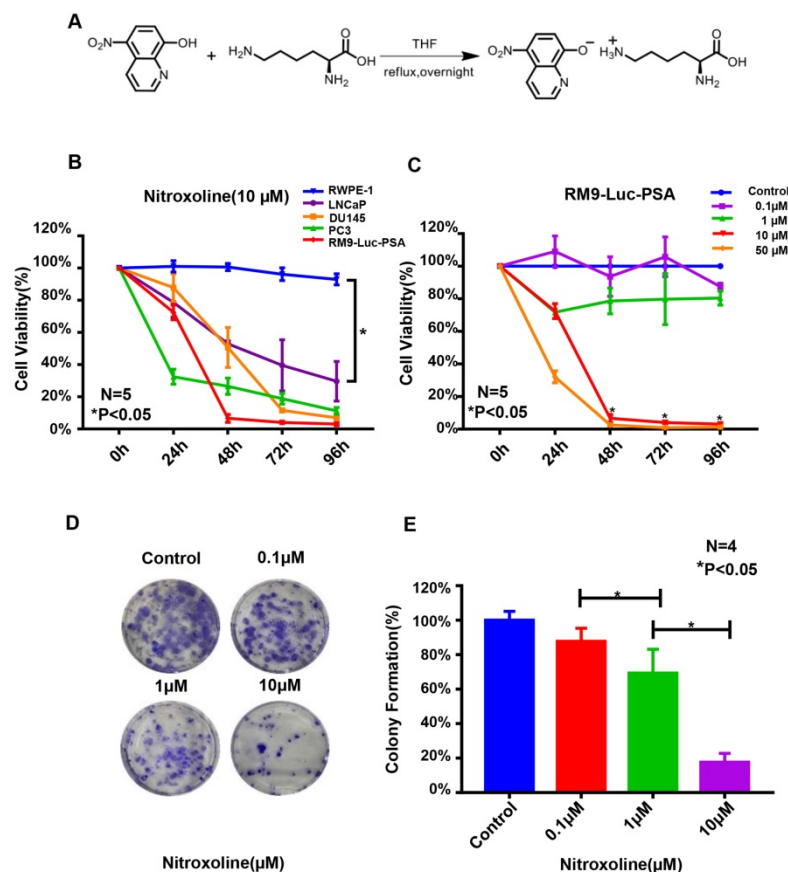 A
NO₂
OH
N
+
H₂N
O
OH
NH₂
THF
reflux,overnight
NO₂
O⁻
N
+
H₃N
O
OH
NH₂
B
Nitroxoline(10 µM)
RWPE-1
LNCaP
DU145
PC3
RM9-Luc-PSA
Cell Viability(%)
120%
100%
80%
60%
40%
20%
0%
*
N=5
*P<0.05
0h
24h
48h
72h
96h
C
RM9-Luc-PSA
Control
0.1µM
1 µM
10 µM
50 µM
Cell Viability(%)
120%
100%
80%
60%
40%
20%
0%
N=5
*P<0.05
* * *
0h
24h
48h
72h
96h
D
Control
0.1µM
1µM
10µM
Nitroxoline(µM)
E
N=4
*P<0.05
Colony Formation(%)
120%
100%
80%
60%
40%
20%
0%
*
*
Control
0.1µM
1µM
10µM
Nitroxoline(µM)